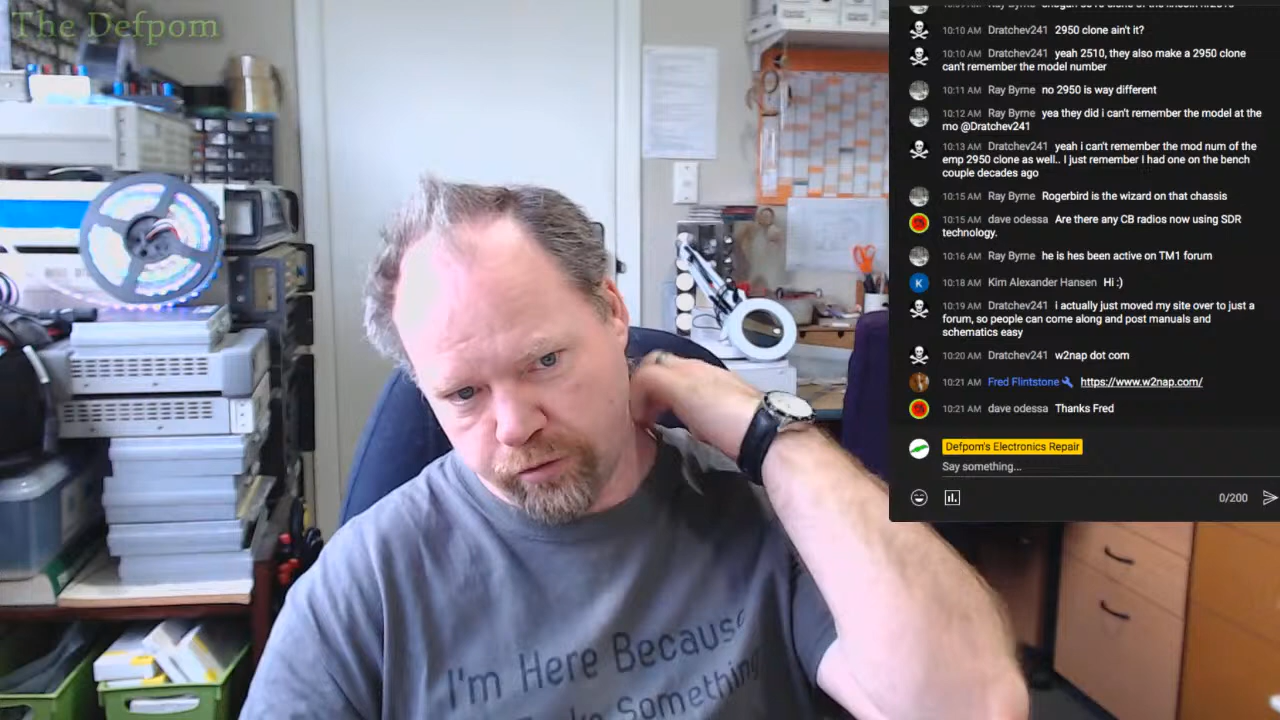 The Defpom
10:10 AM Dratchev241 2950 clone ain't it?
10:10 AM Dratchev241 yeah 2510, they also make a 2950 clone
can't remember the model number
10:11 AM Ray Byrne no 2950 is way different
10:12 AM Ray Byrne yea they did i can't remember the model at the
mo @Dratchev241
10:13 AM Dratchev241 yeah i can't remember the mod num of the
emp 2950 clone as well.. I just remember I had one on the bench
couple decades ago
10:15 AM Ray Byrne Rogerbird is the wizard on that chassis
10:15 AM dave odessa Are there any CB radios now using SDR
technology.
10:16 AM Ray Byrne he is hes been active on TM1 forum
K
10:18 AM Kim Alexander Hansen Hi :)
10:19 AM Dratchev241 i actually just moved my site over to just a
forum, so people can come along and post manuals and
schematics easy
10:20 AM Dratchev241 w2nap dot com
10:21 AM Fred Flintstone https://www.w2nap.com/
10:21 AM dave odessa Thanks Fred
Defpom's Electronics Repair
Say something...
0/200
I'm Here Because
Something